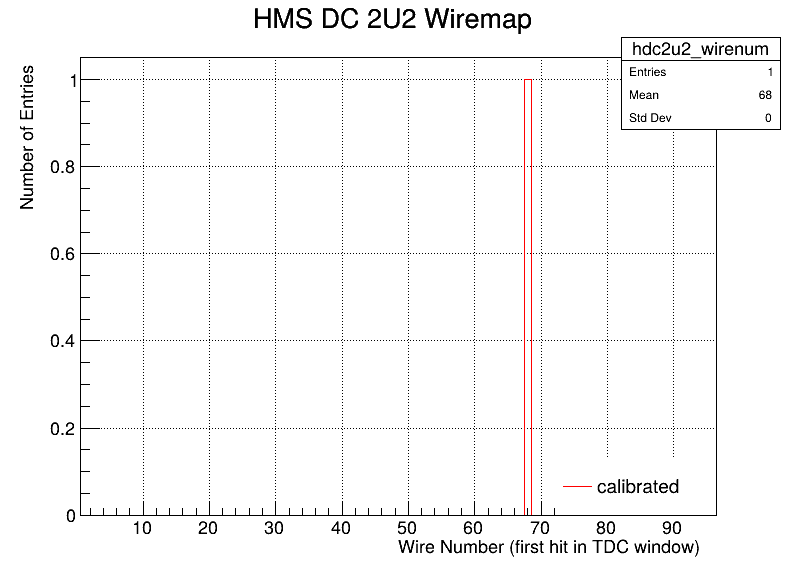 HMS DC 2U2 Wiremap
hdc2u2_wirenum
Entries 1
Mean 68
Std Dev 0
Number of Entries
1
0.8
0.6
0.4
0.2
0
10 20 30 40 50 60 70 80 90
Wire Number (first hit in TDC window)
calibrated